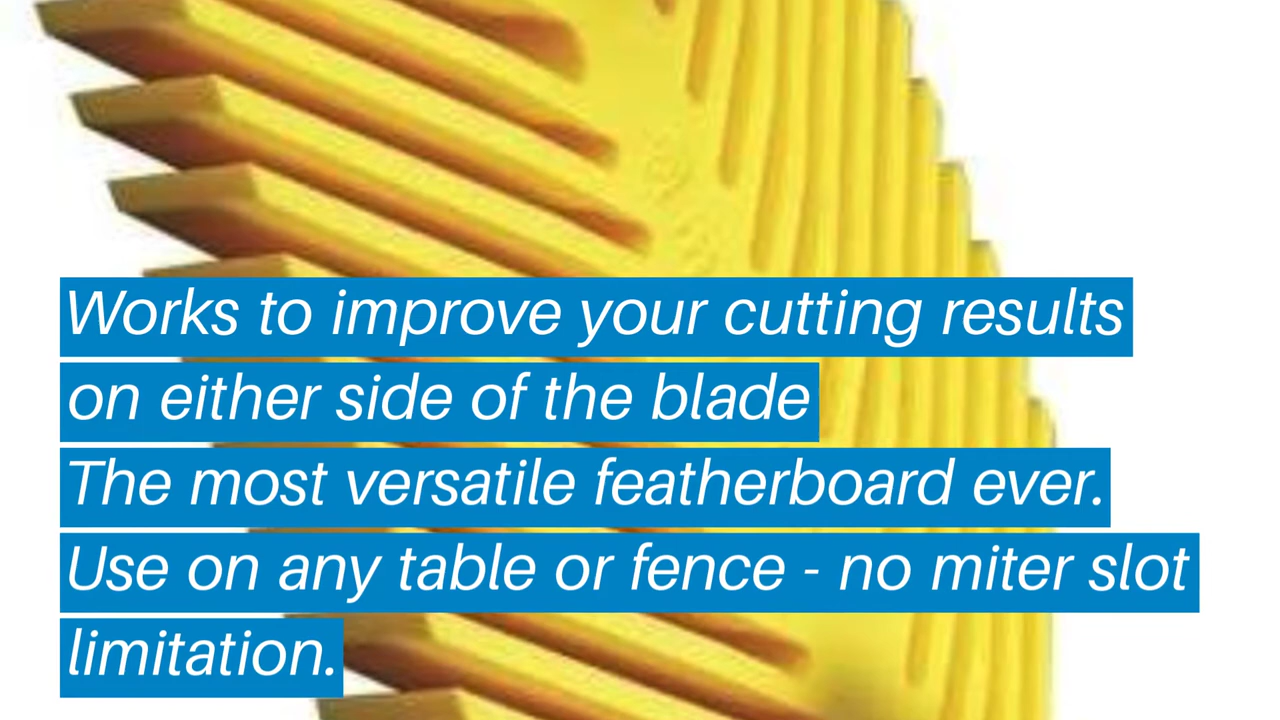 Works to improve your cutting results
on either side of the blade
The most versatile featherboard ever.
Use on any table or fence - no miter slot
limitation.